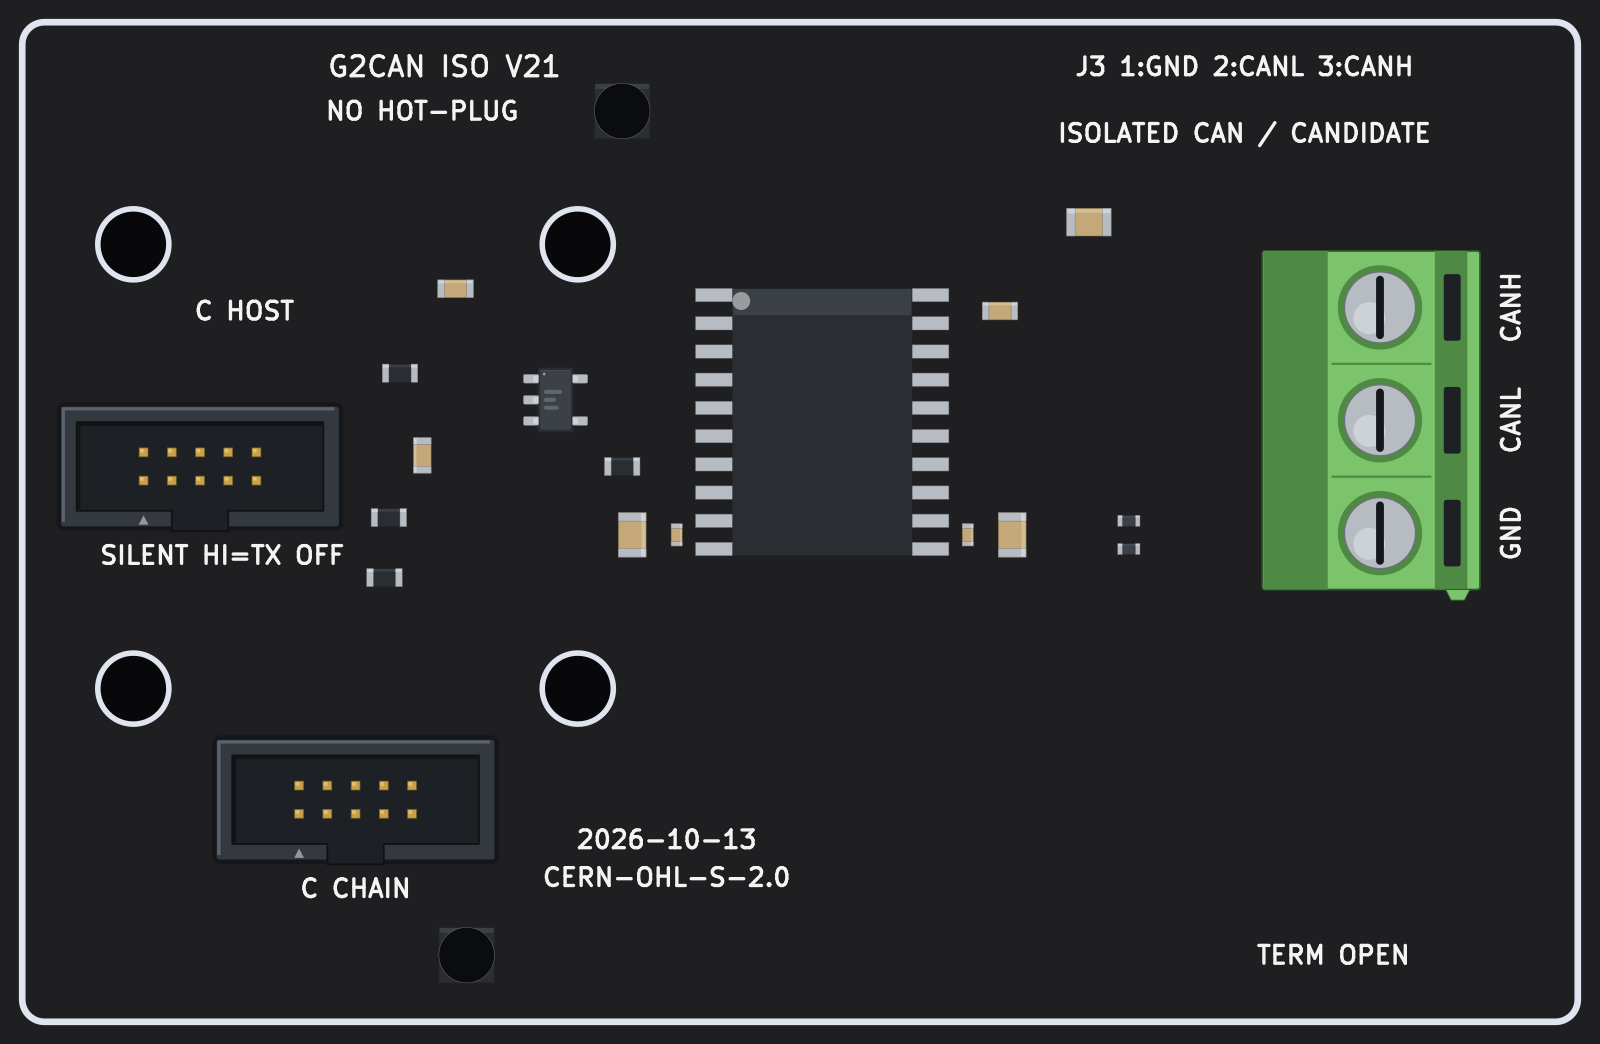 G2CAN ISO V21
NO HOT-PLUG
J3 1:GND 2:CANL 3:CANH
ISOLATED CAN / CANDIDATE
C HOST
CANH
CANL
GND
SILENT HI=TX OFF
2026-10-13
CERN-OHL-S-2.0
C CHAIN
TERM OPEN